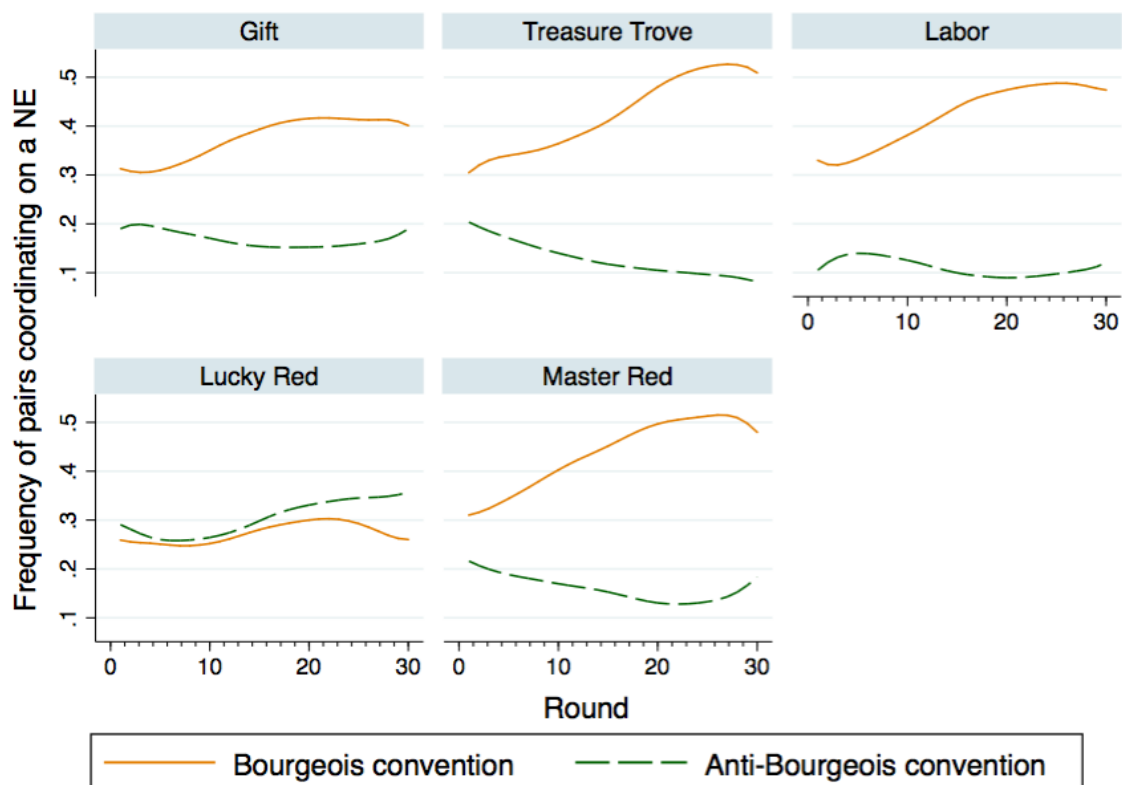 Frequency of pairs coordinating on a NE
Gift
Treasure Trove
Labor
.5
.4
.3
.2
.1
0 10 20 30
Lucky Red
Master Red
.5
.4
.3
.2
.1
0 10 20 30
0 10 20 30
Round
Bourgeois convention
Anti-Bourgeois convention